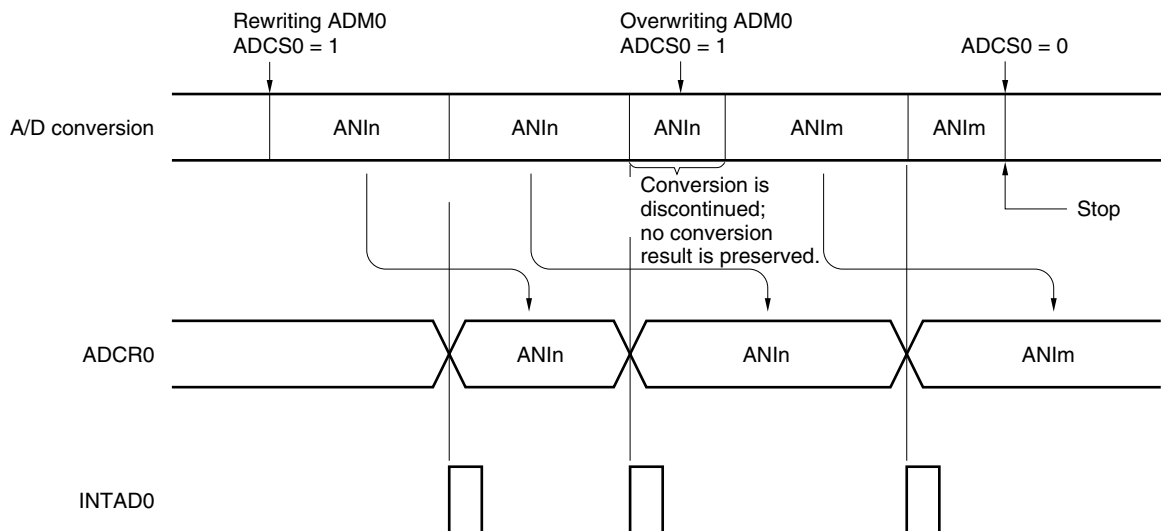 Rewriting ADM0
ADCS0 = 1
Overwriting ADM0
ADCS0 = 1
ADCS0 = 0
A/D conversion
ANIn
ANIn
ANIn
ANIm
ANIm
Conversion is
discontinued;
no conversion
result is preserved.
Stop
ADCR0
ANIn
ANIn
ANIm
INTAD0